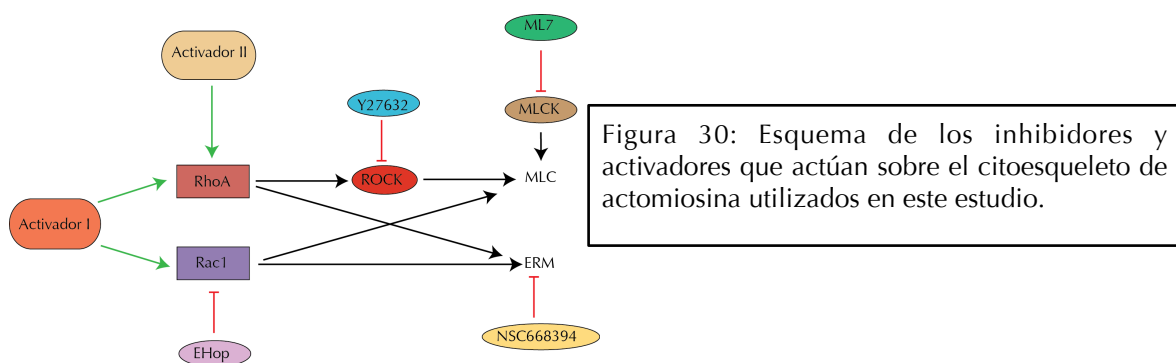 ML7
Activador II
Y27632
MLCK
Figura 30: Esquema de los inhibidores y
activadores que actúan sobre el citoesqueleto de
actomiosina utilizados en este estudio.
RhoA
ROCK
MLC
Activador I
Rac1
ERM
NSC668394
EHop